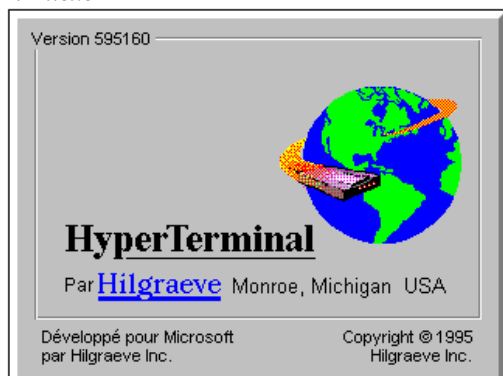 Version 595160
HyperTerminal
Par Hilgraeve Monroe, Michigan USA
Développé pour Microsoft
par Hilgraeve Inc.
Copyright © 1995
Hilgraeve Inc.